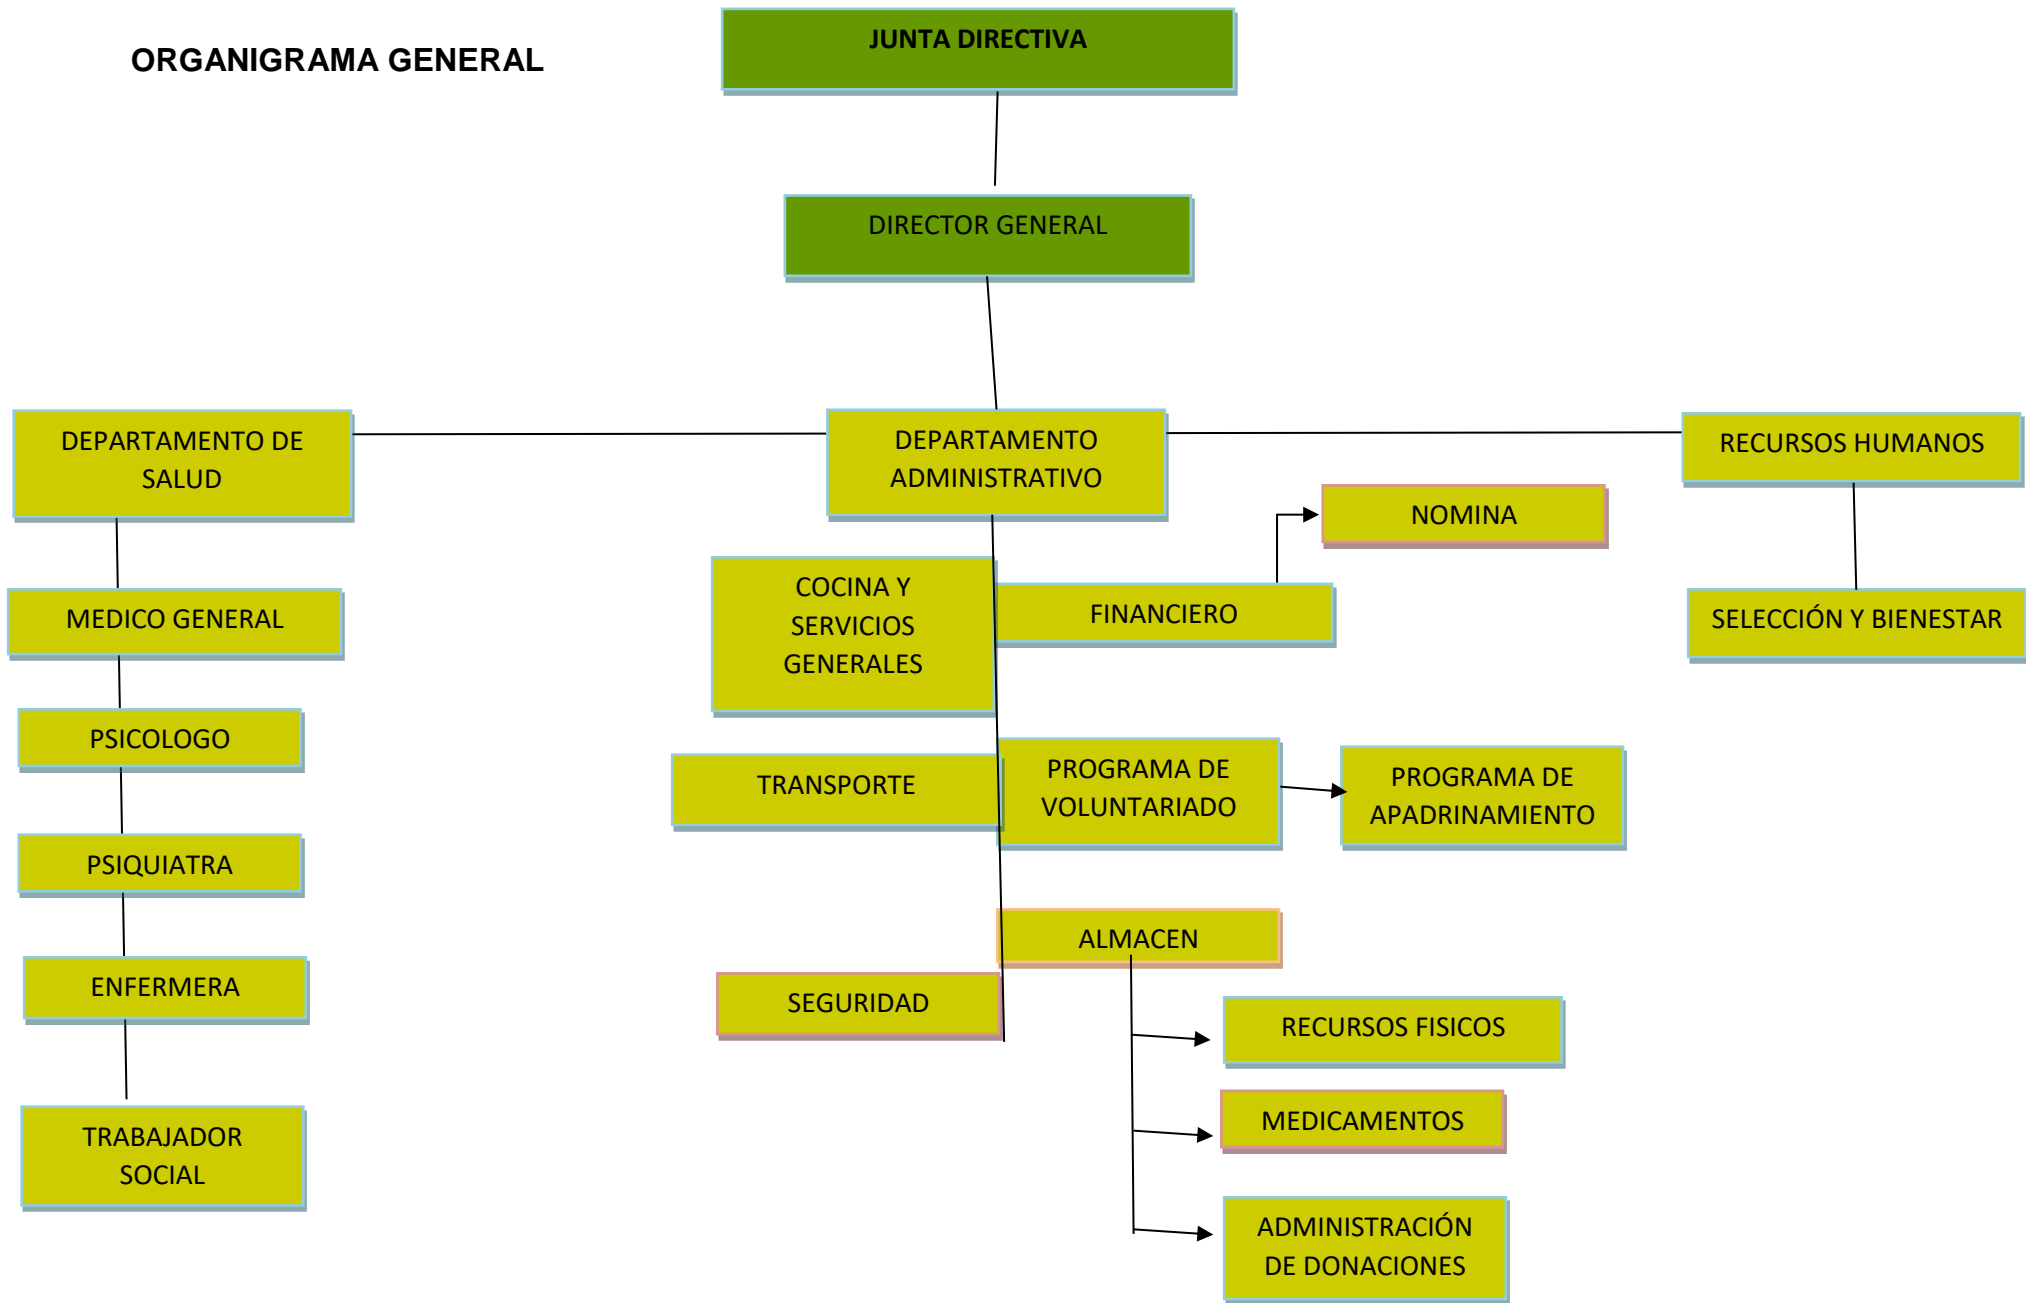 ORGANIGRAMA GENERAL
JUNTA DIRECTIVA
DIRECTOR GENERAL
DEPARTAMENTO DE
SALUD
DEPARTAMENTO
ADMINISTRATIVO
RECURSOS HUMANOS
NOMINA
MEDICO GENERAL
COCINA Y
SERVICIOS
GENERALES
FINANCIERO
SELECCIÓN Y BIENESTAR
PSICOLOGO
TRANSPORTE
PROGRAMA DE
VOLUNTARIADO
PROGRAMA DE
APADRINAMIENTO
PSIQUIATRA
ALMACEN
ENFERMERA
SEGURIDAD
RECURSOS FISICOS
MEDICAMENTOS
TRABAJADOR
SOCIAL
ADMINISTRACIÓN
DE DONACIONES